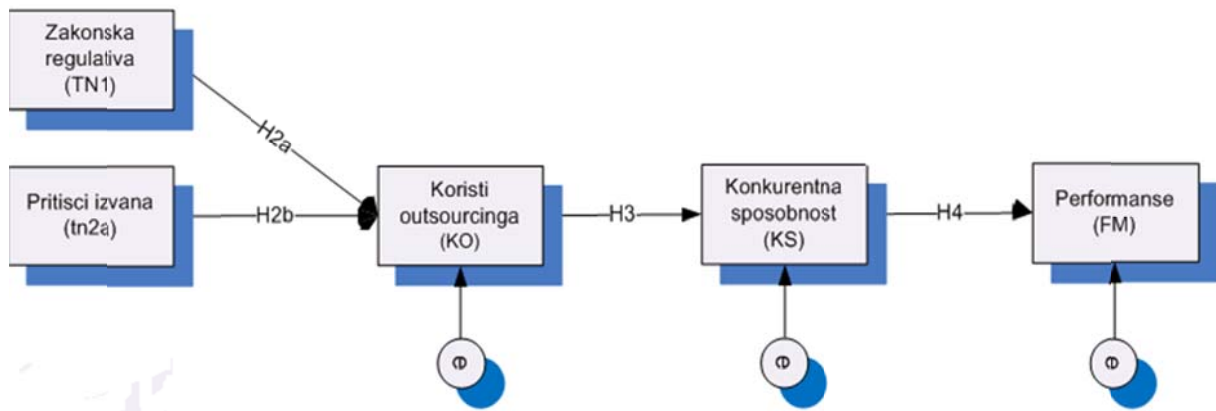 Zakonska
regulativa
(TN1)
H2a
Pritisci izvana
(tn2a)
H2b
Koristi
outsourcinga
(KO)
H3
Konkurentna
sposobnost
(KS)
H4
Performanse
(FM)
e
e
e